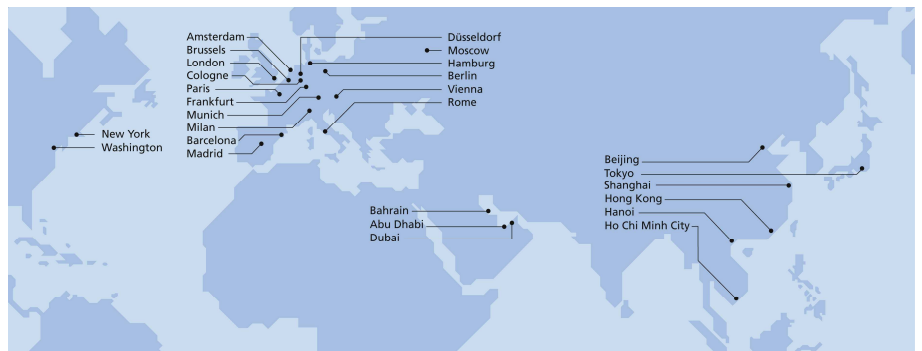 Amsterdam
Brussels
London
Cologne
Paris
Frankfurt
Munich
Milan
Barcelona
Madrid
Düsseldorf
Moscow
Hamburg
Berlin
Vienna
Rome
New York
Washington
Bahrain
Abu Dhabi
Dubai
Beijing
Tokyo
Shanghai
Hong Kong
Hanoi
Ho Chi Minh City